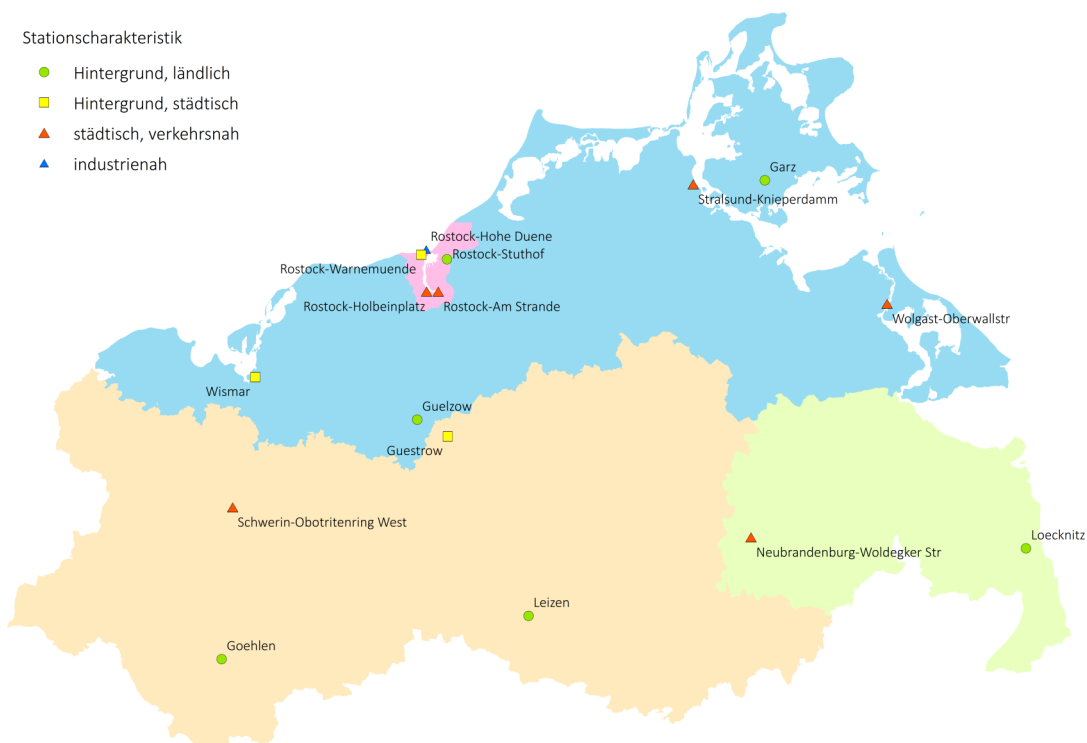 Stationscharakteristik
Hintergrund, ländlich
Hintergrund, städtisch
städtisch, verkehrsnah
industrienah
Garz
Stralsund-Knieperdamm
Rostock-Hohe Duene
Rostock-Stuthof
Rostock-Warnemuende
Rostock-Holbeinplatz
Rostock-Am Strande
Wolgast-Oberwallstr
Wismar
Guelzow
Guestrow
Schwerin-Obotritenring West
Neubrandenburg-Woldegker Str
Loecknitz
Leizen
Goehlen